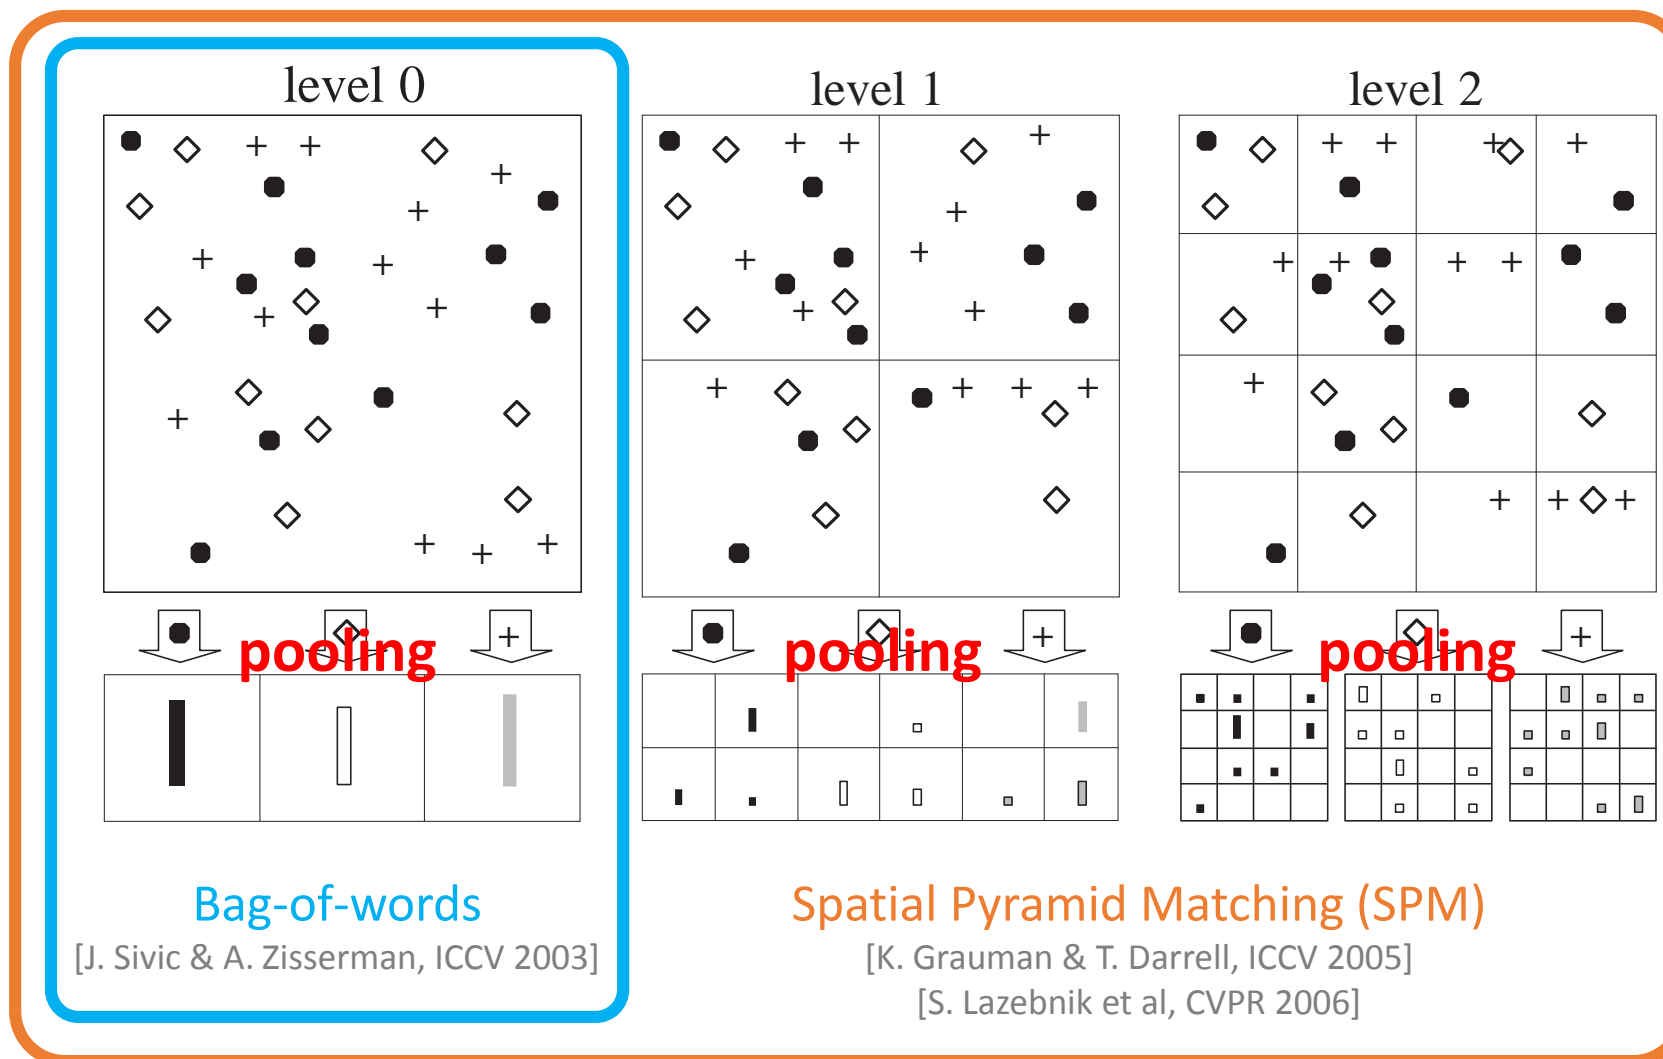 level 0
level 1
level 2
pooling
pooling
pooling
Bag-of-words
[J. Sivic & A. Zisserman, ICCV 2003]
Spatial Pyramid Matching (SPM)
[K. Grauman & T. Darrell, ICCV 2005]
[S. Lazebnik et al, CVPR 2006]